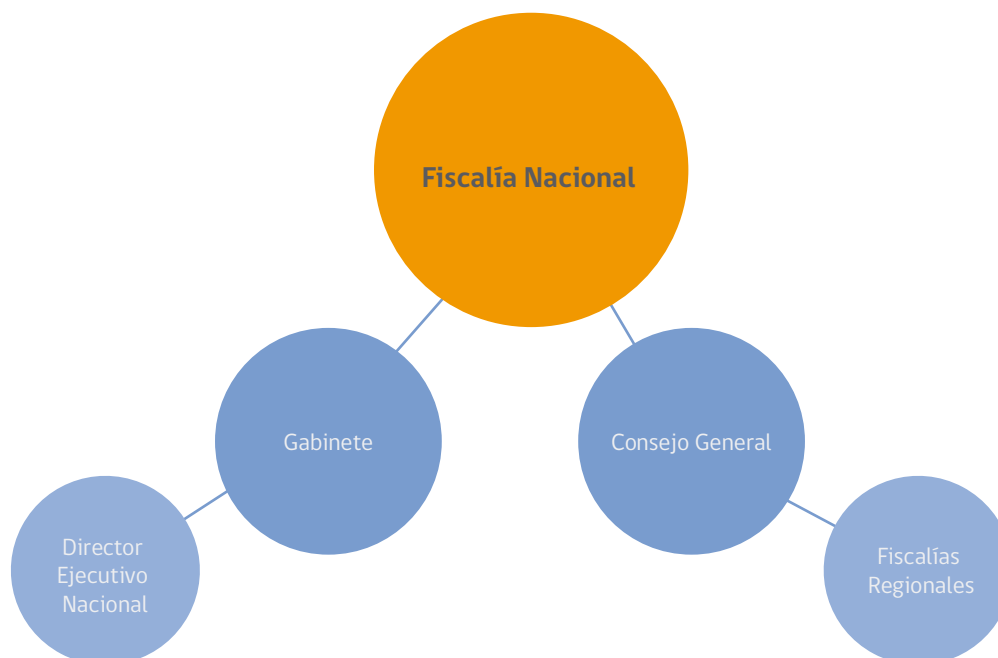 Fiscalía Nacional
Gabinete
Consejo General
Director
Ejecutivo
Nacional
Fiscalías
Regionales